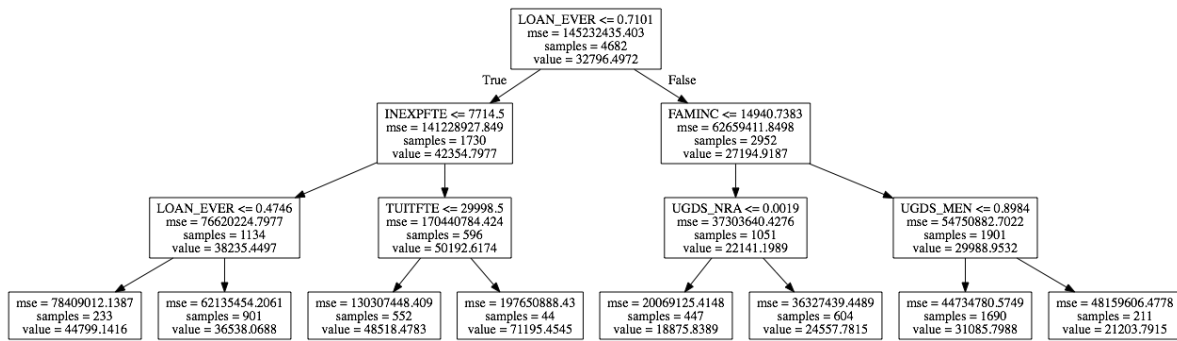 LOAN_EVER <= 0.7101
mse = 145232435.403
samples = 4682
value = 32796.4972
True
False
INEXPFTE <= 7714.5
mse = 141228927.849
samples = 1730
value = 42354.7977
FAMINC <= 14940.7383
mse = 62659411.8498
samples = 2952
value = 27194.9187
LOAN_EVER <= 0.4746
mse = 76620224.7977
samples = 1134
value = 38235.4497
TUITFTE <= 29998.5
mse = 170440784.424
samples = 596
value = 50192.6174
UGDS_NRA <= 0.0019
mse = 37303640.4276
samples = 1051
value = 22141.1989
UGDS_MEN <= 0.8984
mse = 54750882.7022
samples = 1901
value = 29988.9532
mse = 78409012.1387
samples = 233
value = 44799.1416
mse = 62135454.2061
samples = 901
value = 36538.0688
mse = 130307448.409
samples = 552
value = 48518.4783
mse = 197650888.43
samples = 44
value = 71195.4545
mse = 20069125.4148
samples = 447
value = 18875.8389
mse = 36327439.4489
samples = 604
value = 24557.7815
mse = 44734780.5749
samples = 1690
value = 31085.7988
mse = 48159606.4778
samples = 211
value = 21203.7915